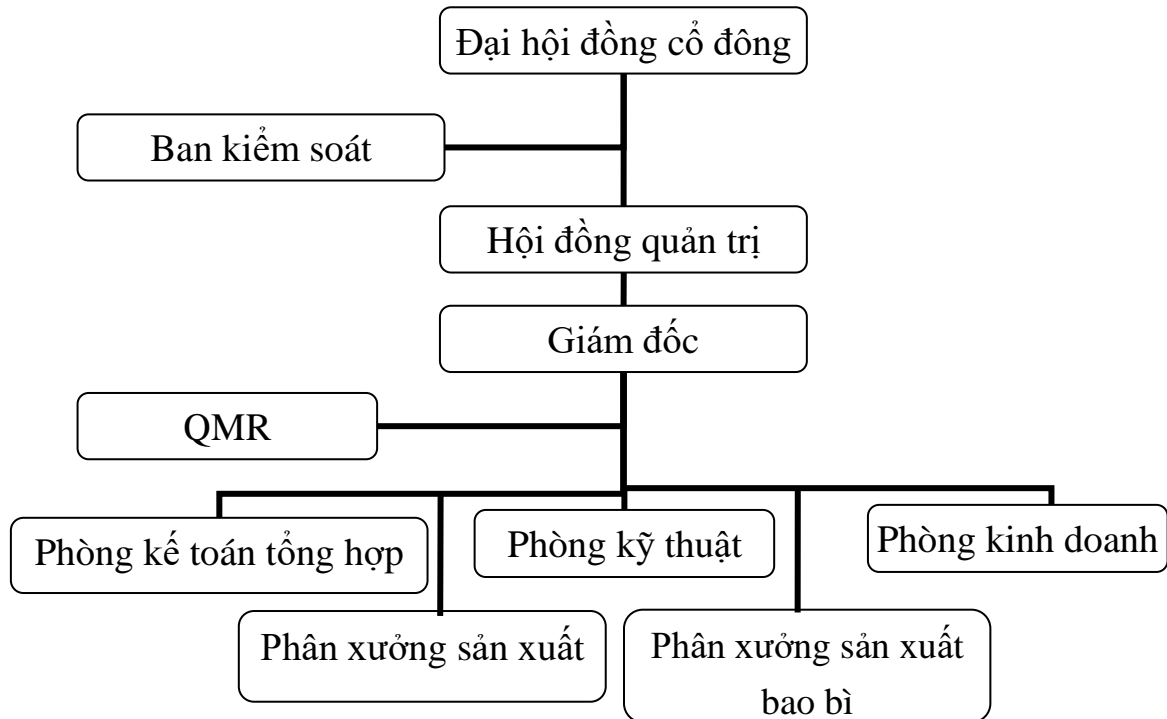 Đại hội đồng cổ đông
Ban kiểm soát
Hội đồng quản trị
Giám đốc
QMR
Phòng kế toán tổng hợp
Phòng kỹ thuật
Phòng kinh doanh
Phân xưởng sản xuất
Phân xưởng sản xuất
bao bì